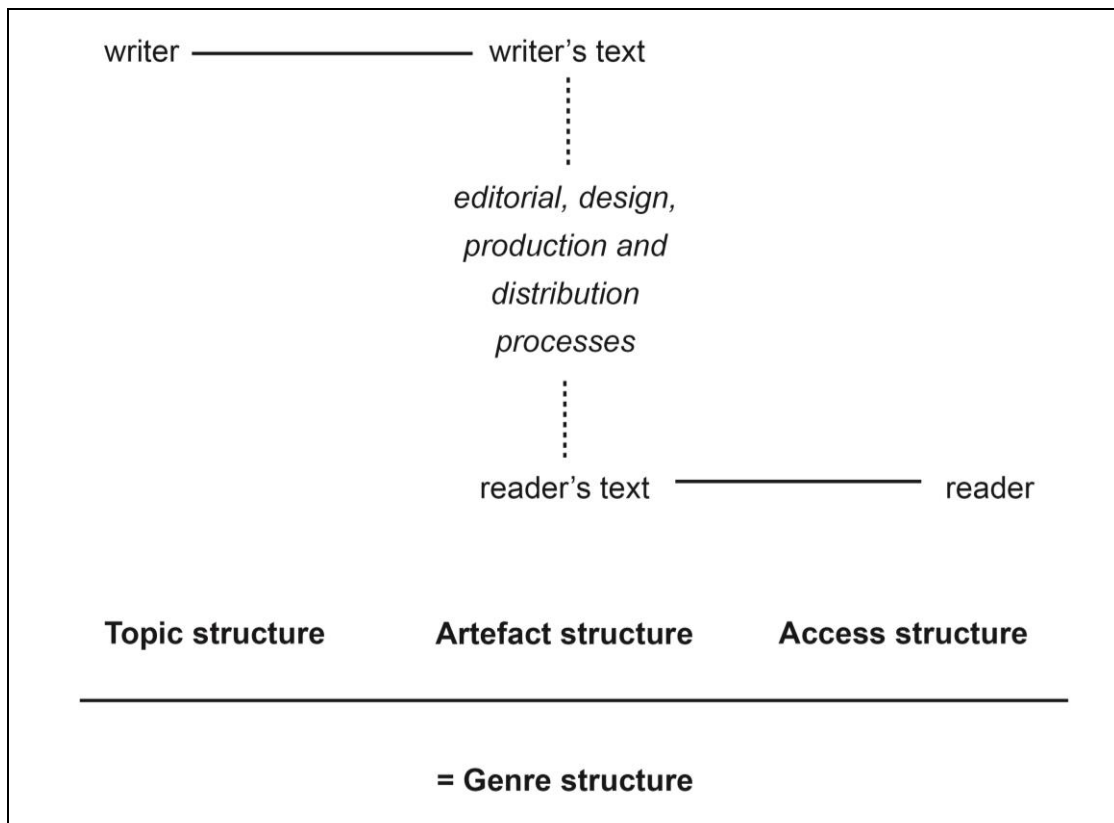 writer writer’s text
editorial, design,
production and
distribution
processes
reader’s text reader
Topic structure Artefact structure Access structure
= Genre structure